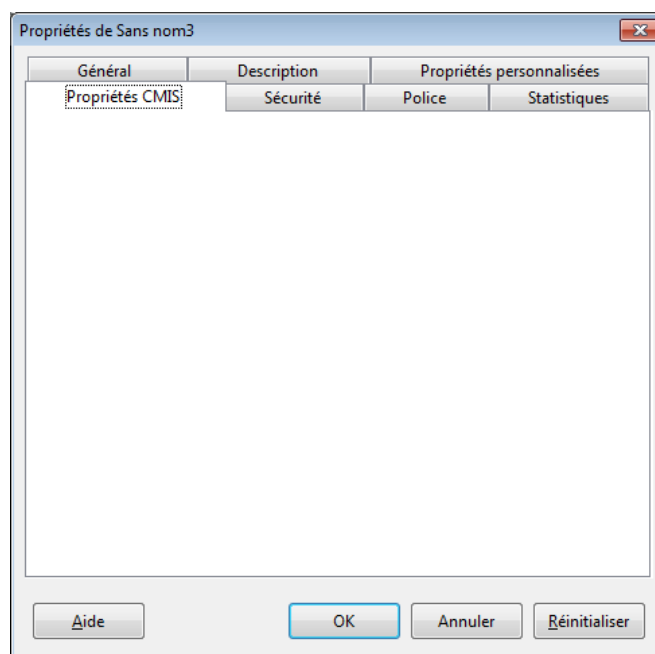 Propriétés de Sans nom3
Général Description Propriétés personnalisées
Propriétés CMIS Sécurité Police Statistiques
Aide OK Annuler Réinitialiser